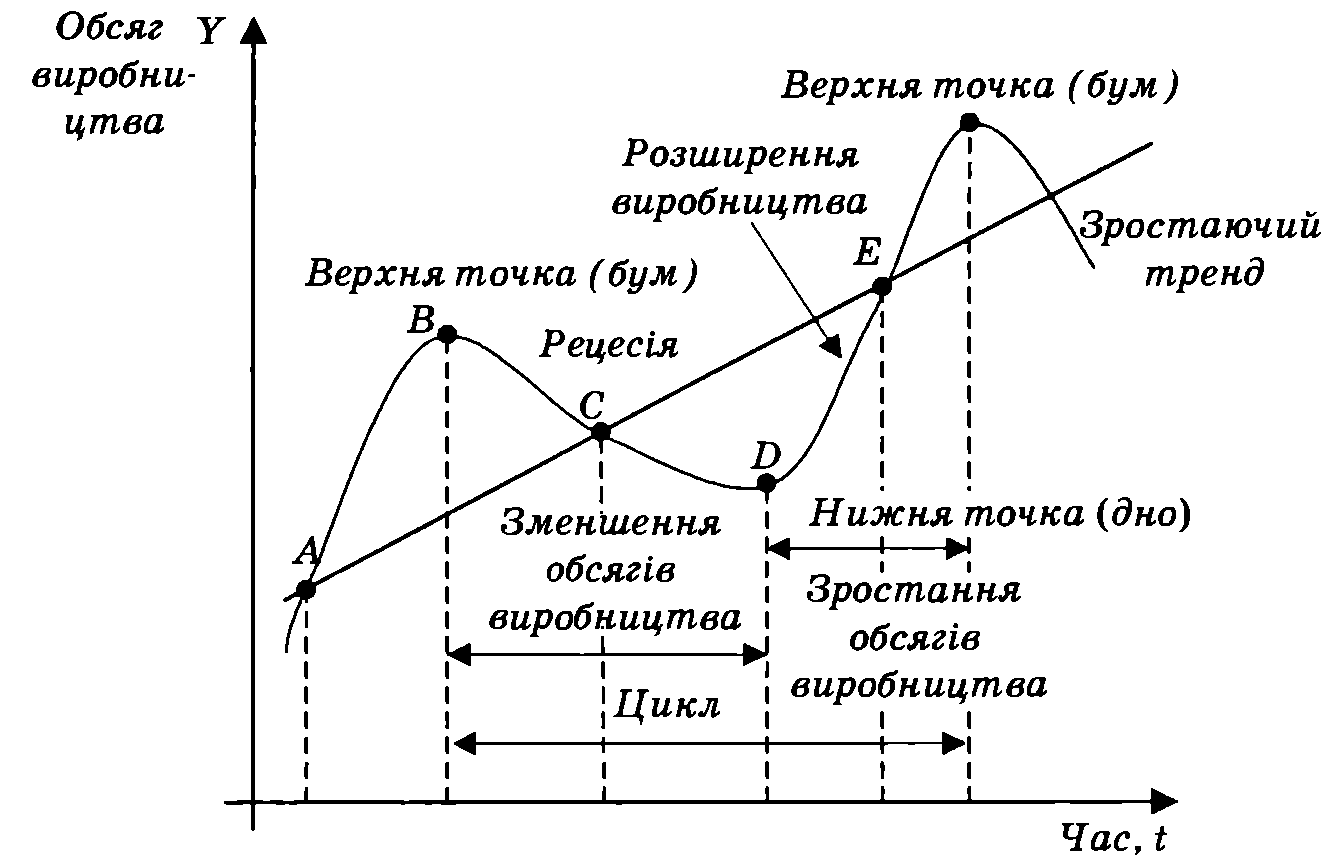 Обсяг Y
виробни-
цтва
Верхня точка (бум)
Розширення
виробництва
Зростаючий
тренд
E
Верхня точка (бум)
B
Рецесія
C
D
Нижня точка (дно)
Зменшення
обсягів
виробництва
A
Зростання
обсягів
виробництва
Цикл
Час, t